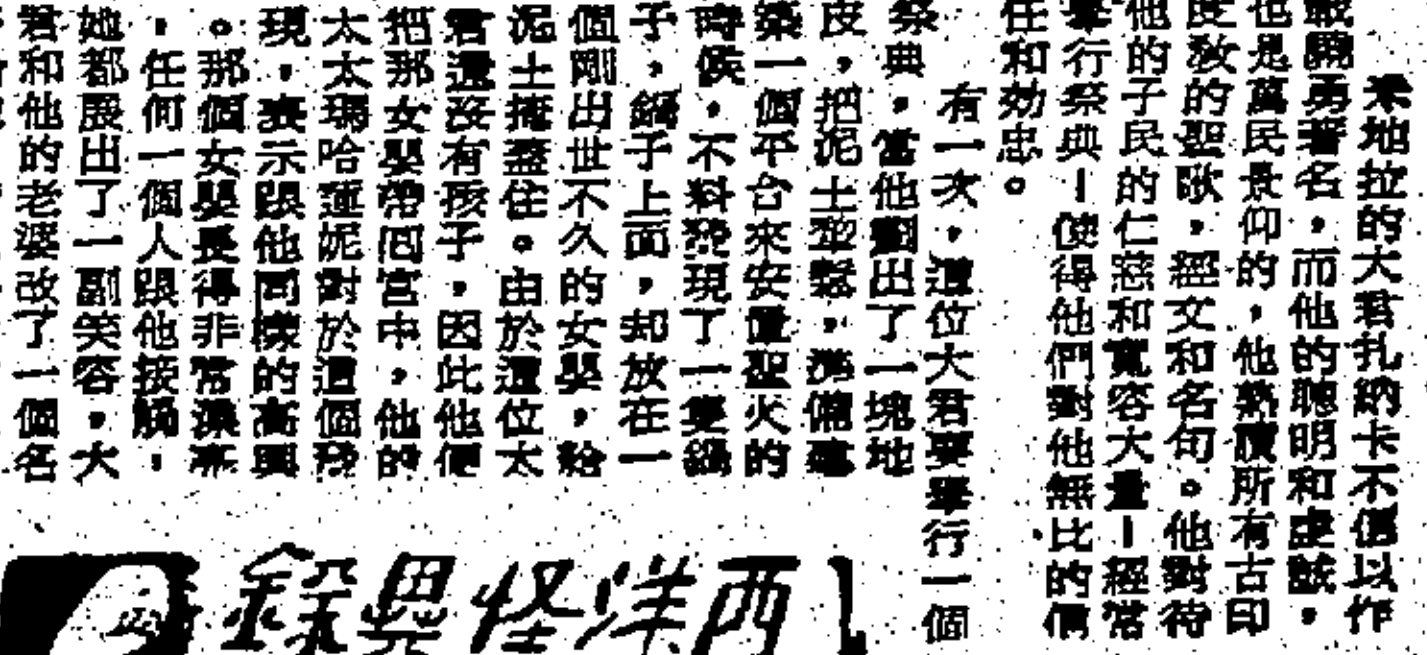 米地拉的大君扎納卡不僅以作
戰驍勇著名，而他的聰明和虔誠，
也是萬民景仰的，他熟讀所有古印
度教的聖歌，經文和名句。他對待
他的子民的仁慈和寬容大量－經常
舉行祭典－使得他們對他無比的信
任和効忠。
有一次，這位大君要舉行一個
祭典，當他劃出了一塊地
皮，把泥土犂鬆，準備建
築一個平台來安置聖火的
時候，不料發現了一隻鍋
子，鍋子上面，却放在一
個剛出世不久的女嬰，給
泥土掩蓋住。由於這位大
君還沒有孩子，因此他便
把那女嬰帶囘宮中，他的
太太瑪哈蓮妮對於這個發
現，表示跟他同樣的高興
。那個女嬰長得非常漂亮
，任何一個人跟他接觸，
她都展出了一副笑容，大
君和他的老婆改了一個名
西洋怪異錄